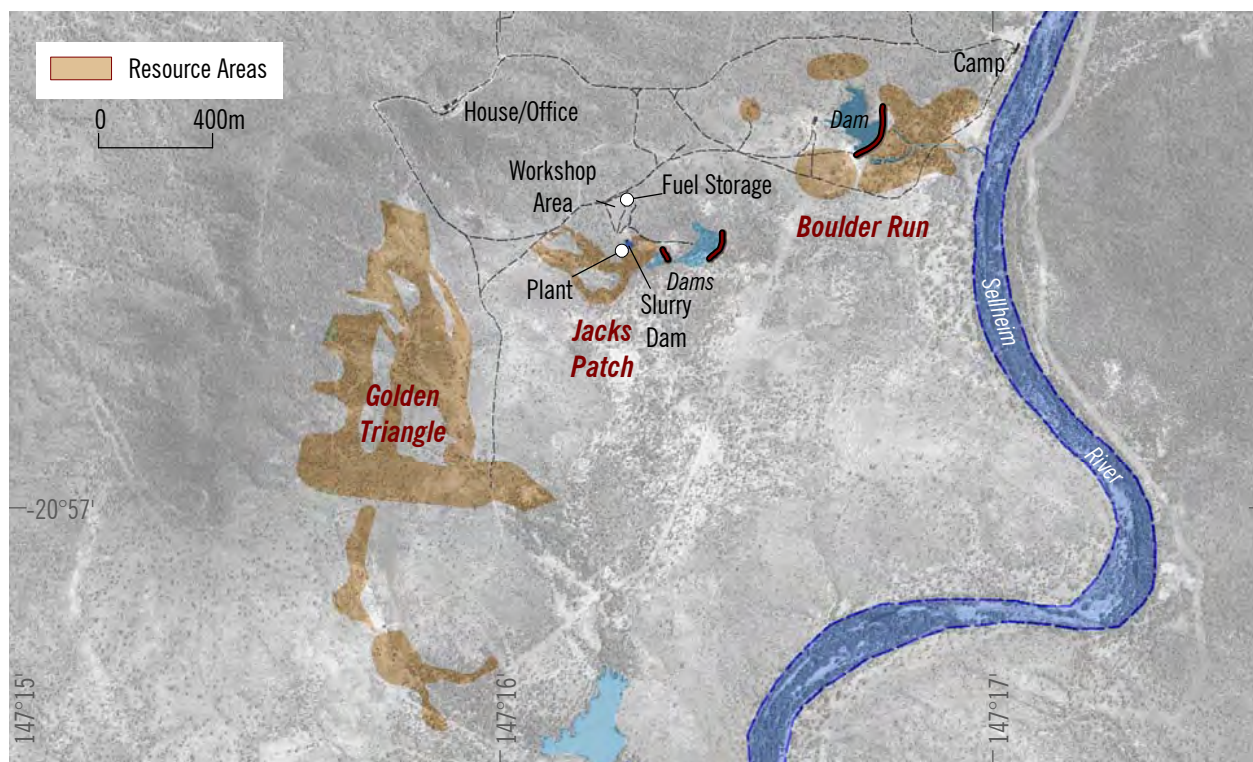 Resource Areas
0 400m
Camp
House/Office
Dam
Workshop
Area
Fuel Storage
Boulder Run
Plant
Dams
Slurry
Dam
Jacks
Patch
Sellheim
River
Golden
Triangle
-20°57'
147°15'
147°16'
147°17'